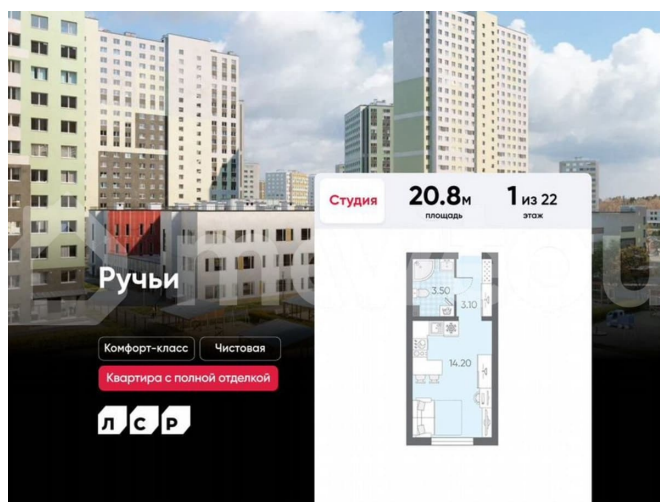 Студия
20.8м
площадь
1 из 22
этаж
Ручьи
3.50
3.10
14.20
Комфорт-класс
Чистовая
Квартира с полной отделкой
ЛСР